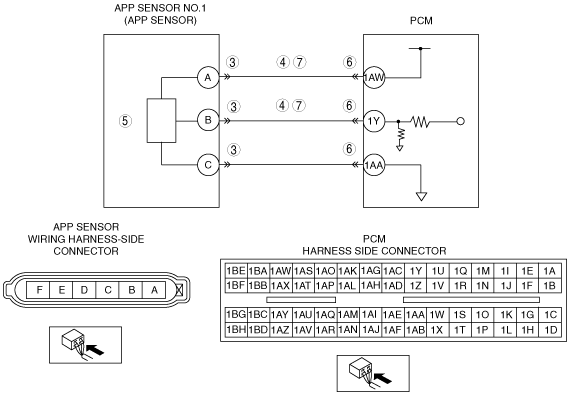 APP SENSOR NO.1
(APP SENSOR)
PCM
3 4 7 6
A 1AW
5
3 4 7 6
B 1Y
3 6
C 1AA
APP SENSOR
WIRING HARNESS-SIDE
CONNECTOR
F E D C B A
PCM
HARNESS SIDE CONNECTOR
1BE 1BA 1AW 1AS 1AO 1AK 1AG 1AC 1Y 1U 1Q 1M 1I 1E 1A
1BF 1BB 1AX 1AT 1AP 1AL 1AH 1AD 1Z 1V 1R 1N 1J 1F 1B
1BG 1BC 1AY 1AU 1AQ 1AM 1AI 1AE 1AA 1W 1S 1O 1K 1G 1C
1BH 1BD 1AZ 1AV 1AR 1AN 1AJ 1AF 1AB 1X 1T 1P 1L 1H 1D